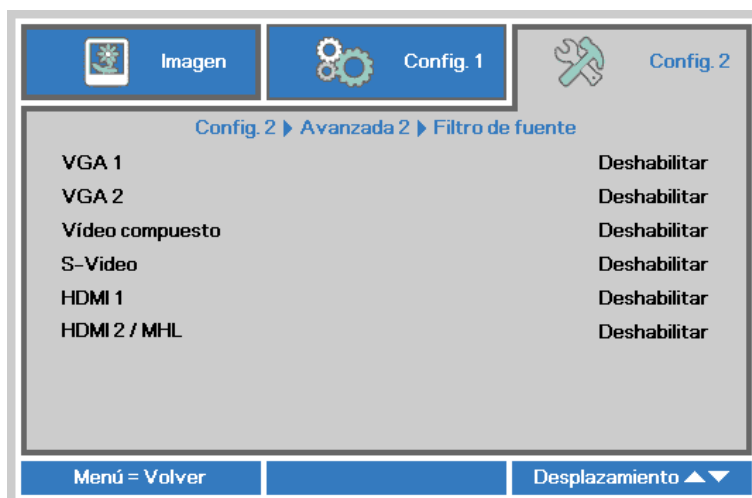 Imagen
Config. 1
Config. 2
Config. 2 ▶ Avanzada 2 ▶ Filtro de fuente
VGA 1 Deshabilitar
VGA 2 Deshabilitar
Vídeo compuesto Deshabilitar
S-Video Deshabilitar
HDMI 1 Deshabilitar
HDMI 2 / MHL Deshabilitar
Menú = Volver
Desplazamiento ▲▼